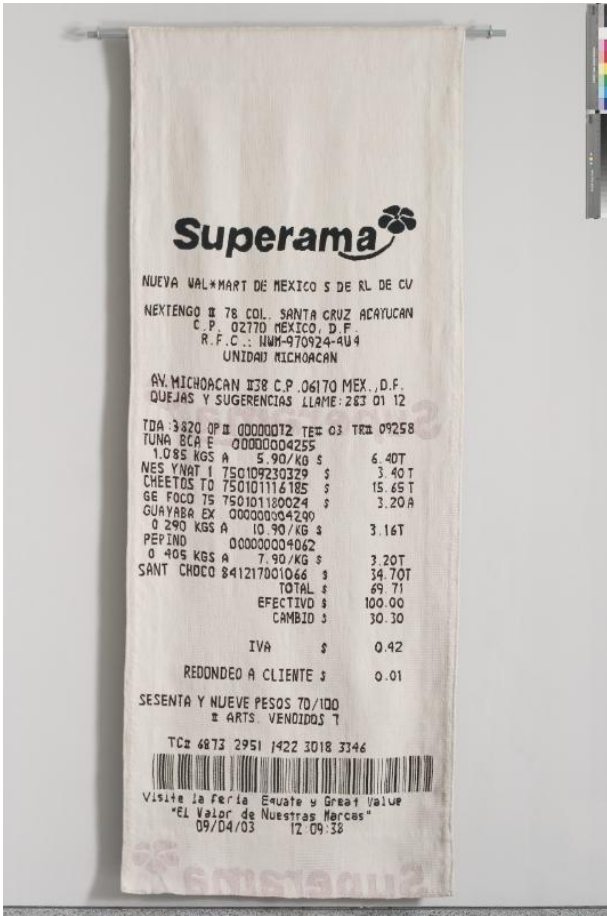 Superama
NUEVA WAL*MART DE MEXICO S DE RL DE CV
NEXTENGO # 78 COL. SANTA CRUZ ACAYUCAN
C.P. 02770 MEXICO, D.F.
R.F.C.: NWM-970924-4U4
UNIDAD MICHOACAN
AV. MICHOACAN #38 C.P.06170 MEX.,D.F.
QUEJAS Y SUGERENCIAS LLAME: 283 01 12
TDA:3820 OP# 00000072 TE# 03 TR# 09258
TUNA BCA E 00000004255
1.085 KGS A 5.90/KG $ 6.40T
NES YNAT 1 750109230329 $ 3.40T
CHEETOS TO 750101116185 $ 15.65T
GE FOCO 75 750101180024 $ 3.20A
GUAYABA EX 000000004290
0 290 KGS A 10.90/KG $ 3.16T
PEPINO 000000004062
0 405 KGS A 7.90/KG $ 3.20T
SANT CHOCO 841217001066 $ 34.70T
TOTAL $ 69.71
EFECTIVO $ 100.00
CAMBIO $ 30.30
IVA $ 0.42
REDONDEO A CLIENTE $ 0.01
SESENTA Y NUEVE PESOS 70/100
# ARTS. VENDIDOS 7
TC# 6873 2951 1422 3018 3346
Visite la feria Equate y Great Value
"El Valor de Nuestras Marcas"
09/04/03 12:09:38
Superama